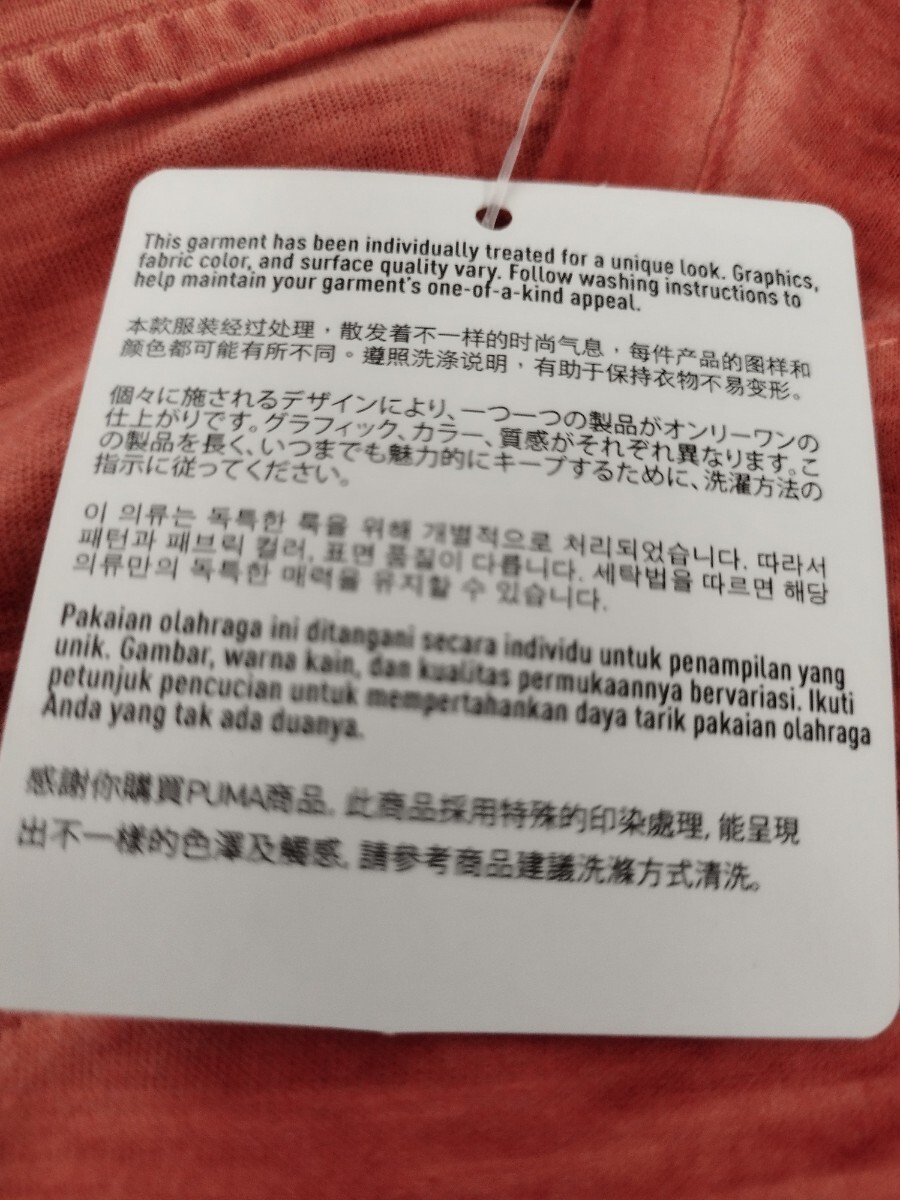 This garment has been individually treated for a unique look. Graphics,
fabric color, and surface quality vary. Follow washing instructions to
help maintain your garment's one-of-a-kind appeal.
本款服装经过处理，散发着不一样的时尚气息，每件产品的图样和
颜色都可能有所不同。遵照洗涤说明，有助于保持衣物不易变形。
個々に施されるデザインにより、一つ一つの製品がオンリーワンの
仕上がりです。グラフィック、カラー、質感がそれぞれ異なります。こ
の製品を長く、いつまでも魅力的にキープするために、洗濯方法の
指示に従ってください。
이 의류는 독특한 룩을 위해 개별적으로 처리되었습니다. 따라서
패턴과 패브릭 컬러, 표면 품질이 다릅니다. 세탁법을 따르면 해당
의류만의 독특한 매력을 유지할 수 있습니다.
Pakaian olahraga ini ditangani secara individu untuk penampilan yang
unik. Gambar, warna kain, dan kualitas permukaannya bervariasi. Ikuti
petunjuk pencucian untuk mempertahankan daya tarik pakaian olahraga
Anda yang tak ada duanya.
感謝你購買PUMA商品, 此商品採用特殊的印染處理, 能呈現
出不一樣的色澤及觸感, 請參考商品建議洗滌方式清洗。